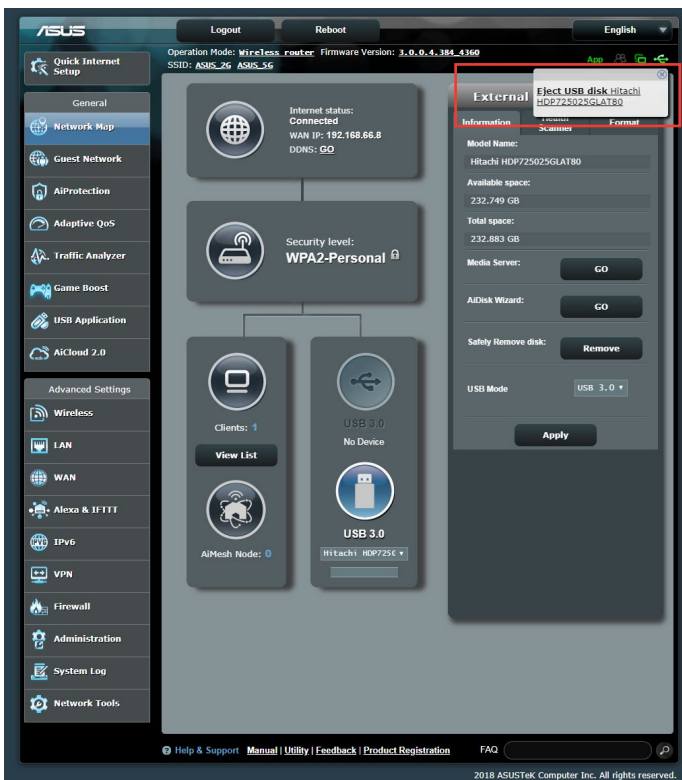 ASUS
Logout
Reboot
English
Operation Mode: Wireless router Firmware Version: 3.0.0.4.384_4360
SSID: ASUS_2G ASUS_5G
App
Quick Internet
Setup
General
Network Map
Guest Network
AiProtection
Adaptive QoS
Traffic Analyzer
Game Boost
USB Application
AiCloud 2.0
Advanced Settings
Wireless
LAN
WAN
Alexa & IFTTT
IPv6
VPN
Firewall
Administration
System Log
Network Tools
Internet status:
Connected
WAN IP: 192.168.66.8
DDNS: GO
Security level:
WPA2-Personal
Clients: 1
View List
AiMesh Node: 0
USB 3.0
No Device
USB 3.0
Hitachi HDP725
External
Eject USB disk Hitachi
HDP725025GLAT80
Information
Health
Scanner
Format
Model Name:
Hitachi HDP725025GLAT80
Available space:
232.749 GB
Total space:
232.883 GB
Media Server:
GO
AiDisk Wizard:
GO
Safely Remove disk:
Remove
USB Mode
USB 3.0
Apply
Help & Support Manual | Utility | Feedback | Product Registration
FAQ
2018 ASUSTeK Computer Inc. All rights reserved.